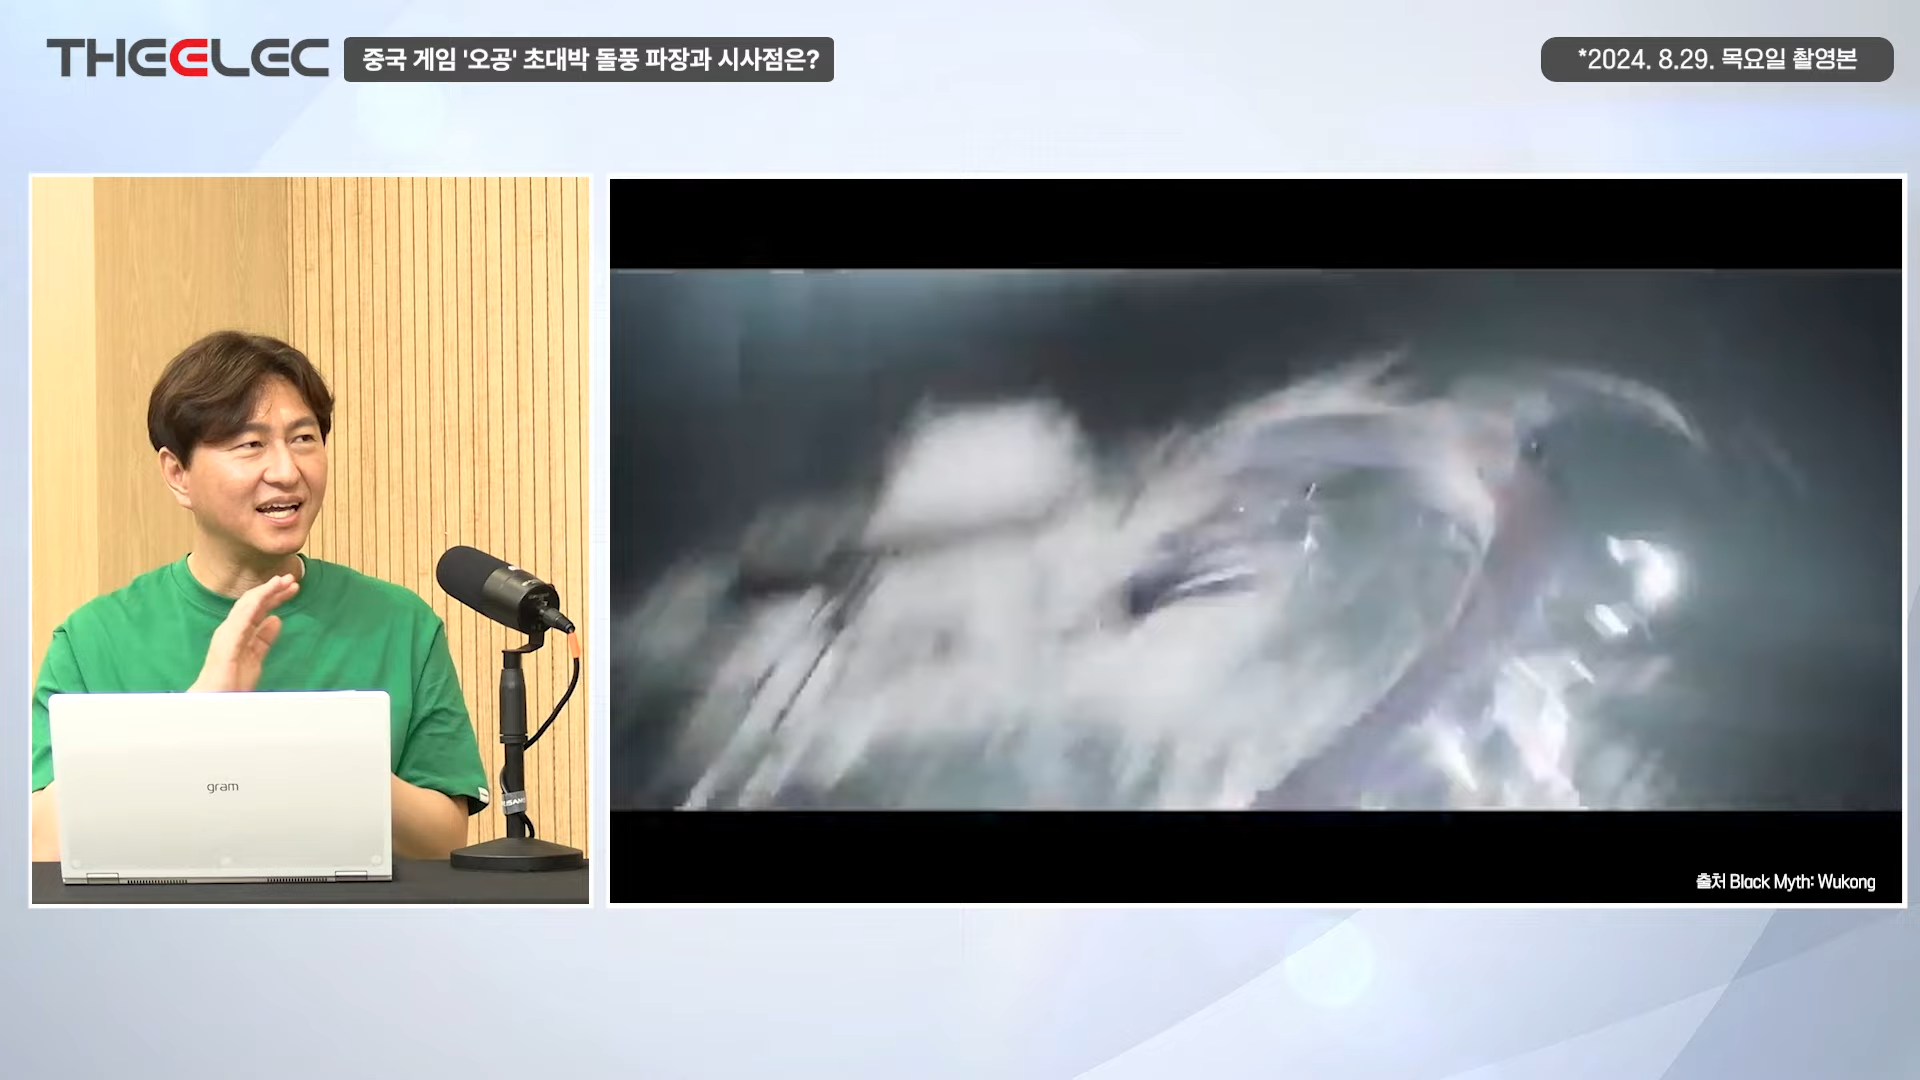 THEELEC
중국 게임 '오공' 초대박 돌풍 파장과 시사점은?
*2024. 8.29. 목요일 촬영본
gram
출처 Black Myth: Wukong